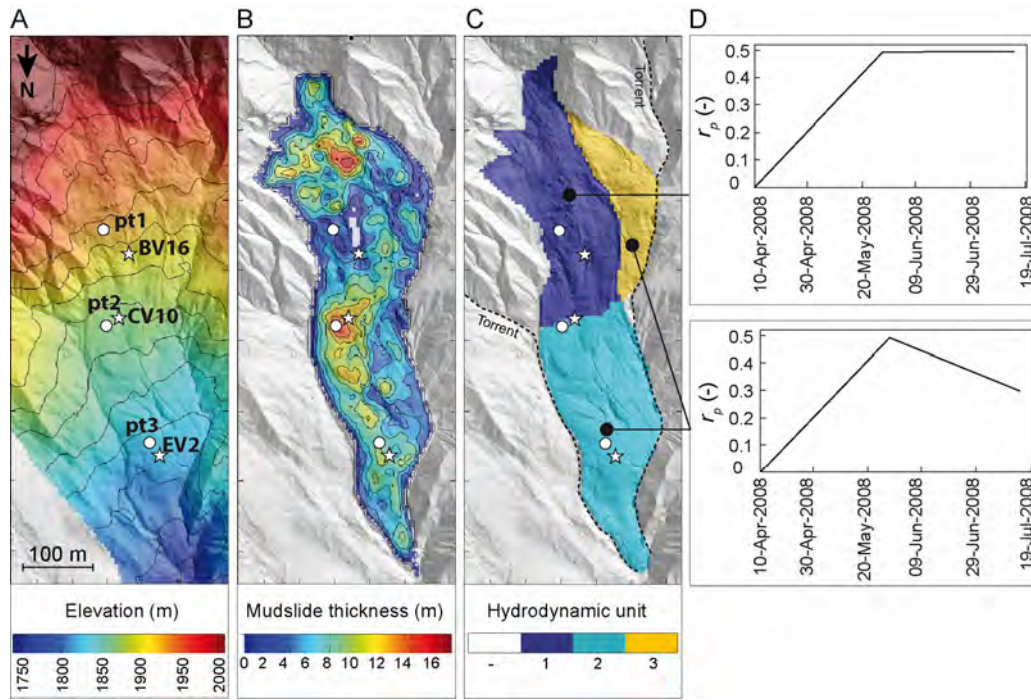 A
B
C
D
N
pt1
BV16
pt2
CV10
pt3
EV2
100 m
Elevation (m)
1750
1800
1850
1900
1950
2000
Mudslide thickness (m)
0 2 4 6 8 12 16
Torrent
Torrent
Hydrodynamic unit
- 1 2 3
r_p (-)
0.5
0.4
0.3
0.2
0.1
0
10-Apr-2008
30-Apr-2008
20-May-2008
09-Jun-2008
29-Jun-2008
19-Jul-2008
r_p (-)
0.5
0.4
0.3
0.2
0.1
0
10-Apr-2008
30-Apr-2008
20-May-2008
09-Jun-2008
29-Jun-2008
19-Jul-2008